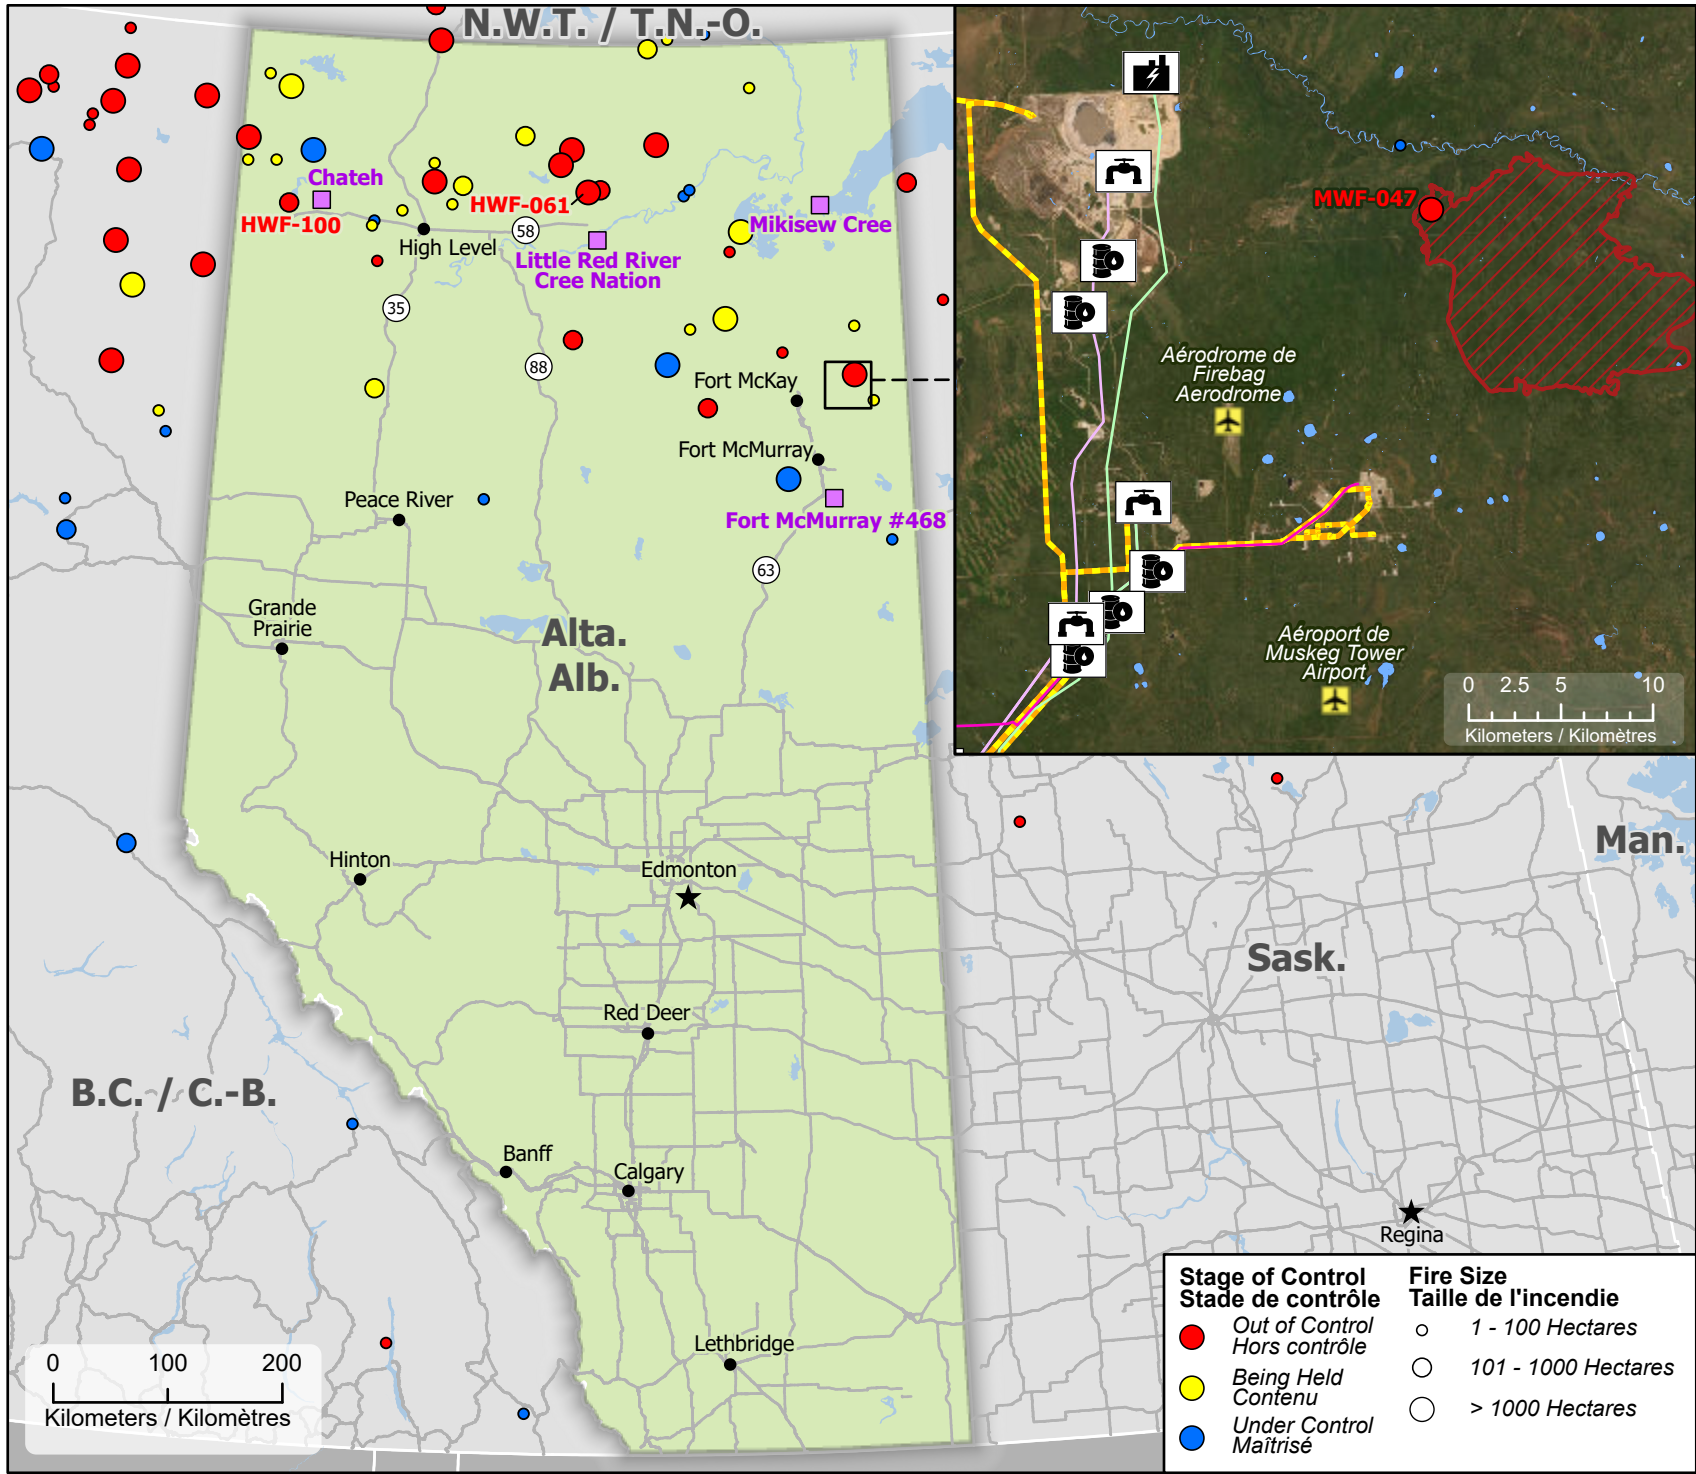 N.W.T. / T.N.-O.
Chateh
HWF-100
HWF-061
High Level
58
Little Red River
Cree Nation
Mikisew Cree
35
88
Fort McKay
Fort McMurray
Fort McMurray #468
Peace River
63
Grande
Prairie
Alta.
Alb.
Hinton
Edmonton
Red Deer
B.C. / C.-B.
Banff
Calgary
Lethbridge
0 100 200
Kilometers / Kilomètres
MWF-047
Aérodrome de
Firebag
Aerodrome
Aéroport de
Muskeg Tower
Airport
0 2.5 5 10
Kilometers / Kilomètres
Man.
Sask.
Regina
Stage of Control
Stade de contrôle
Out of Control
Hors contrôle
Being Held
Contenu
Under Control
Maîtrisé
Fire Size
Taille de l'incendie
1 - 100 Hectares
101 - 1000 Hectares
> 1000 Hectares